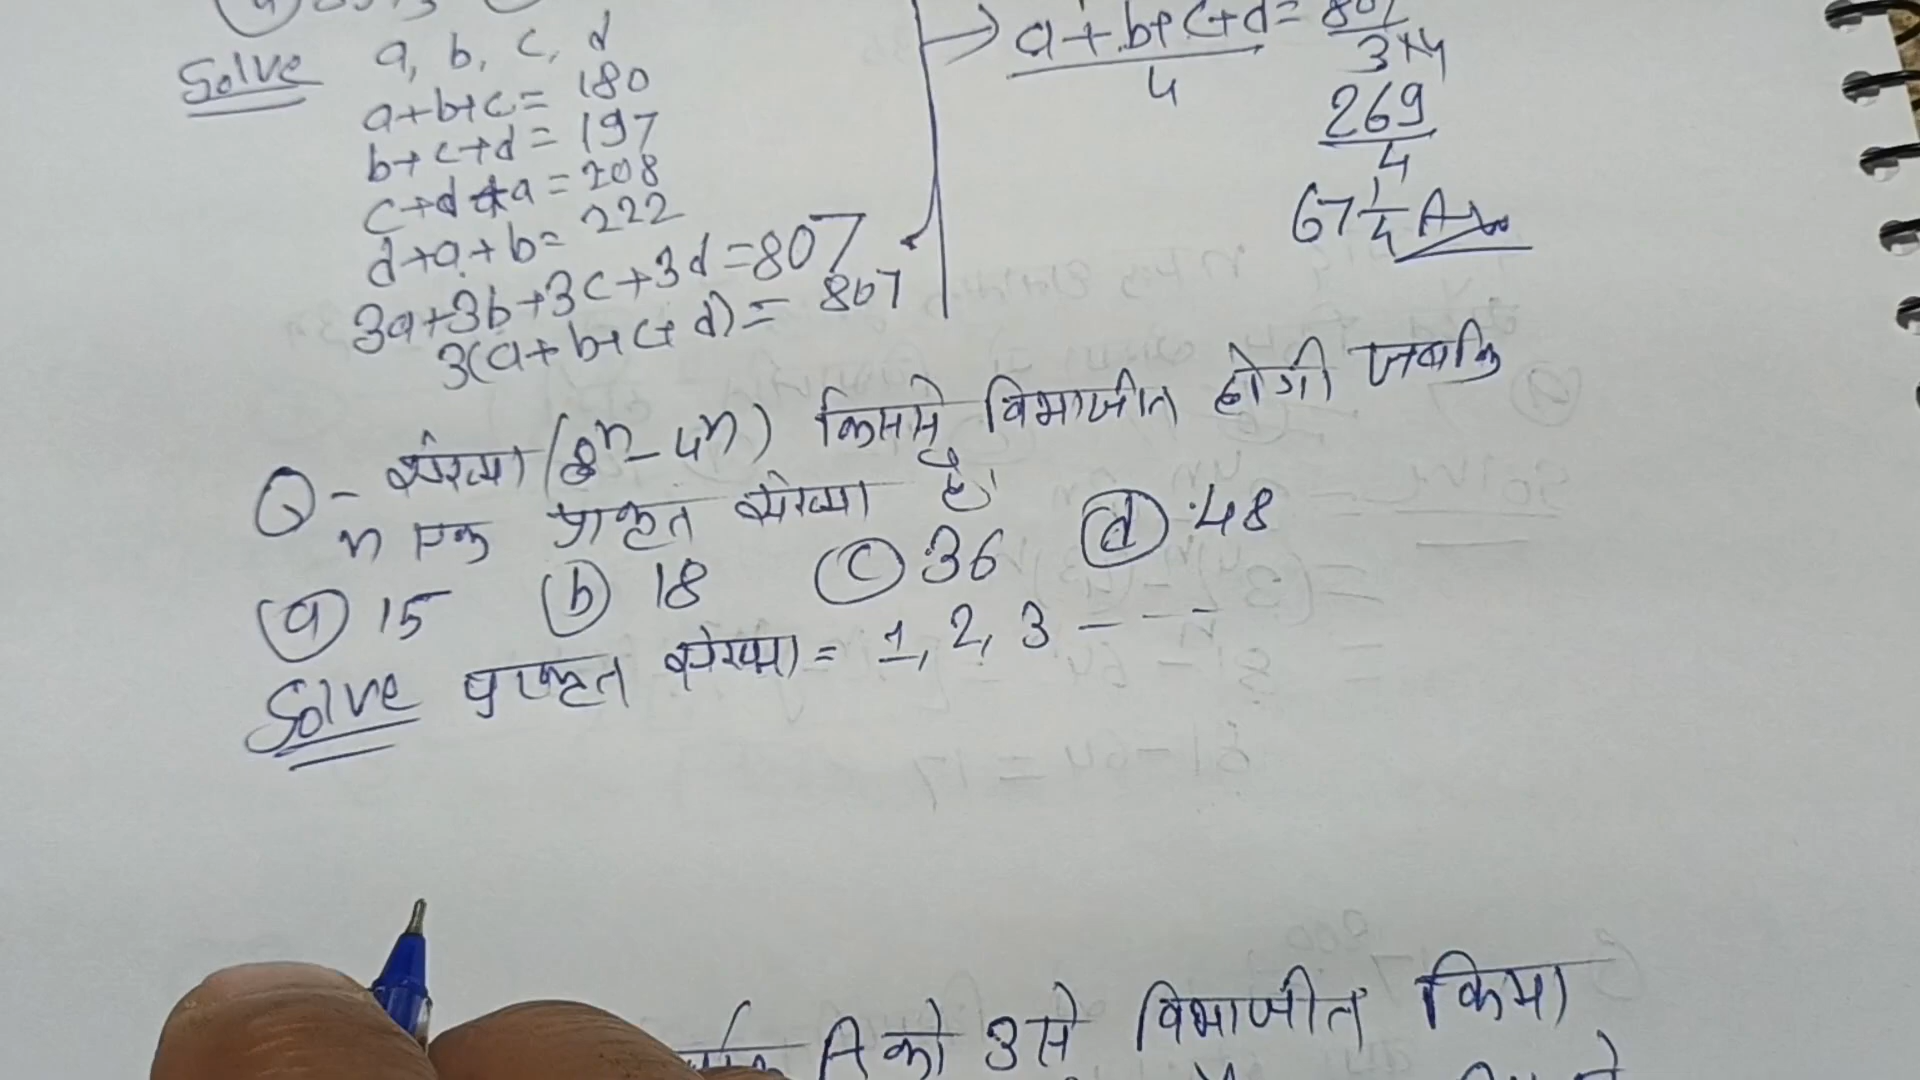 Solve a, b, c, d
a+b+c= 180
b+c+d= 197
c+d+a=208
d+a+b= 222
3a+3b+3c+3d=807
3(a+b+c+d)= 807
a+b+c+d= 807
4 3×4
269
4
67 1/4 Ans
Q- संख्या (8ⁿ-4ⁿ) किससे विभाजीत होगी जबकि
n एक प्राकृत संख्या है।
(a) 15 (b) 18 (c) 36 (d) 48
Solve प्राकृत संख्या = 1, 2, 3 - - -
A को 3 से विभाजीत किया